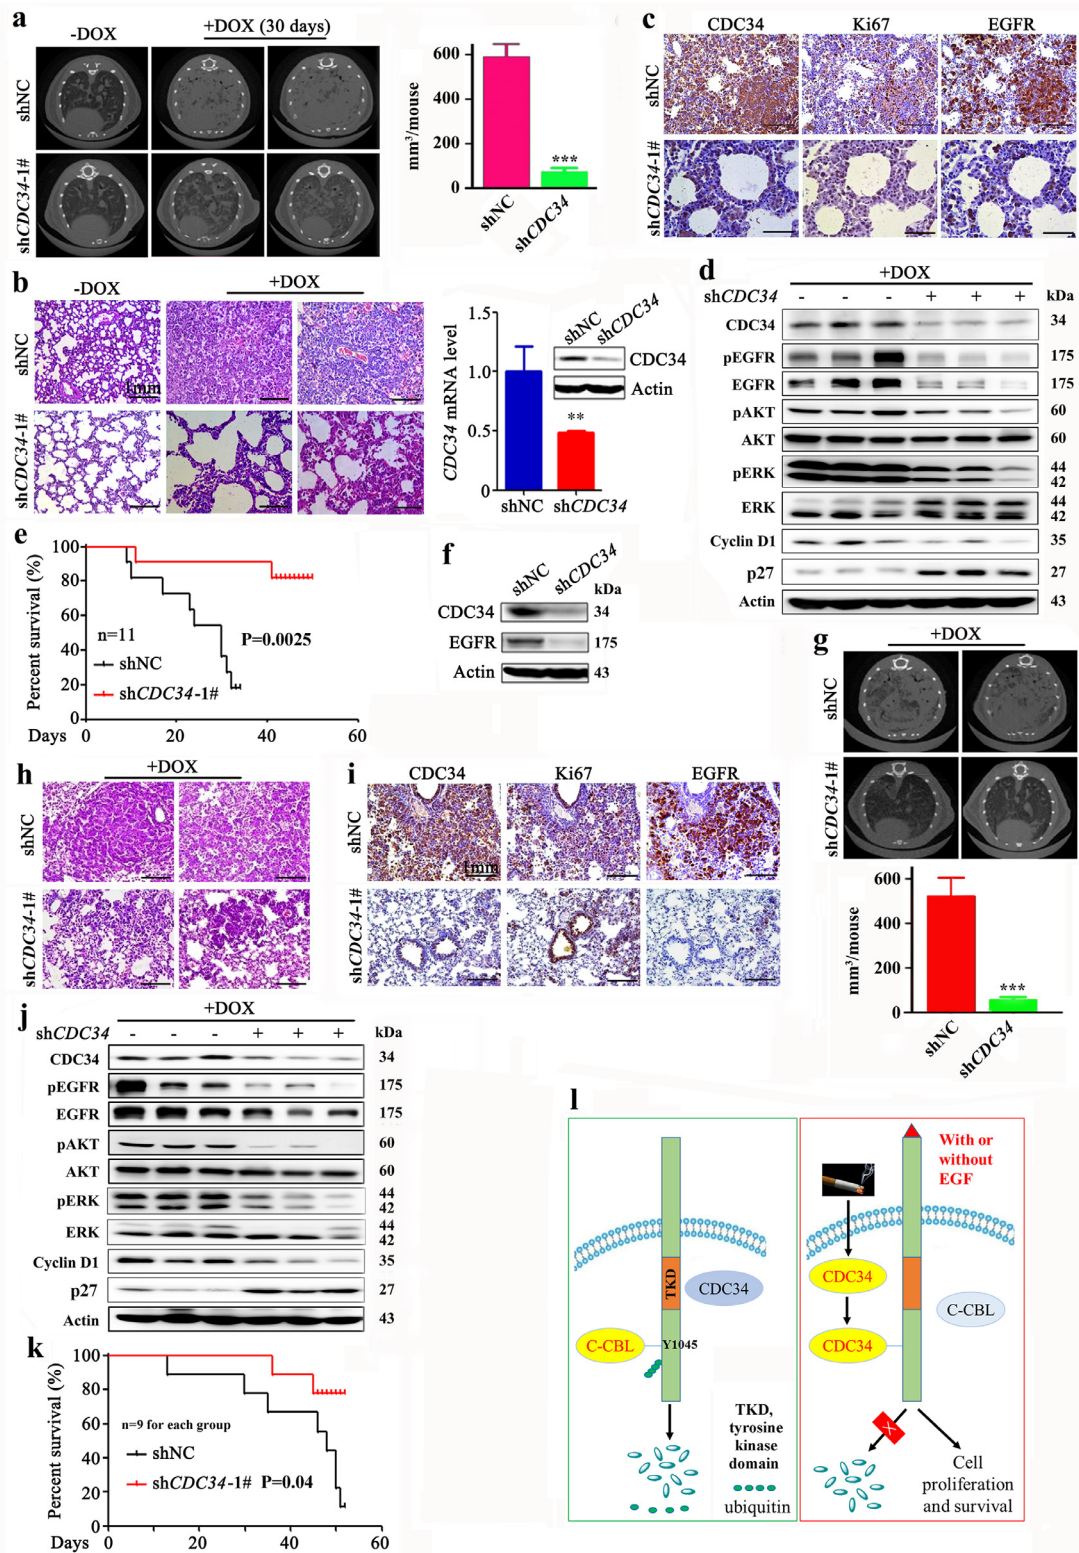 a
-DOX
+DOX (30 days)
shNC
shCDC34-1#
mm³/mouse
600
400
200
0
***
shNC
shCDC34
c
CDC34
Ki67
EGFR
shNC
shCDC34-1#
b
-DOX
+DOX
shNC
1mm
shCDC34-1#
CDC34 mRNA level
1.5
1.0
0.5
0
**
shNC
shCDC34
shNC
shCDC34
CDC34
Actin
d
+DOX
shCDC34 - - - + + + kDa
CDC34 34
pEGFR 175
EGFR 175
pAKT 60
AKT 60
pERK 44
42
ERK 44
42
Cyclin D1 35
p27 27
Actin 43
e
Percent survival (%)
100
80
60
40
20
0
n=11
P=0.0025
shNC
shCDC34-1#
Days 0 20 40 60
f
shNC
shCDC34
kDa
CDC34 34
EGFR 175
Actin 43
g
+DOX
shNC
shCDC34-1#
mm³/mouse
600
400
200
0
***
shNC
shCDC34
h
+DOX
shNC
shCDC34-1#
i
CDC34
Ki67
EGFR
shNC
1mm
shCDC34-1#
j
+DOX
shCDC34 - - - + + + kDa
CDC34 34
pEGFR 175
EGFR 175
pAKT 60
AKT 60
pERK 44
42
ERK 44
42
Cyclin D1 35
p27 27
Actin 43
k
Percent survival (%)
100
80
60
40
20
0
n=9 for each group
shNC
shCDC34-1# P=0.04
Days 0 20 40 60
l
TKD
CDC34
C-CBL
Y1045
TKD,
tyrosine
kinase
domain
ubiquitin
With or
without
EGF
CDC34
C-CBL
CDC34
X
Cell
proliferation
and survival